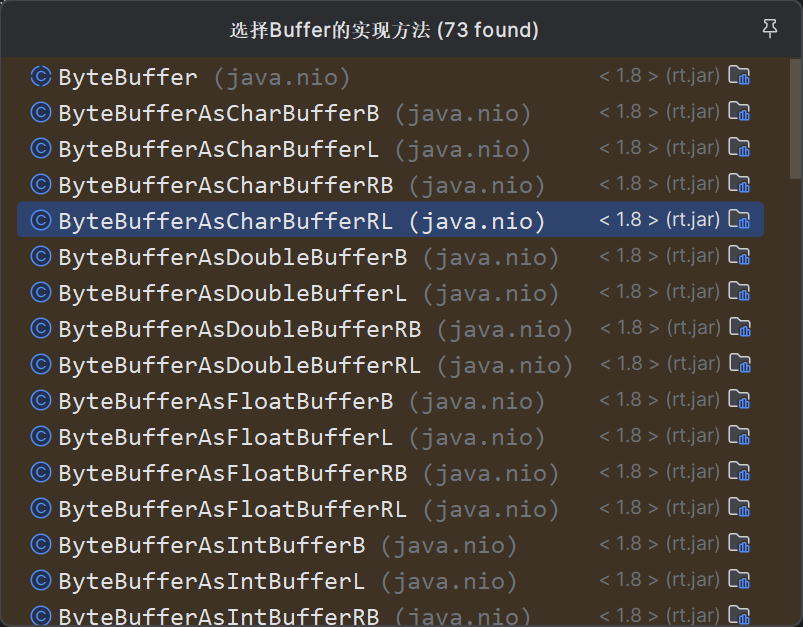 选择Buffer的实现方法 (73 found)
ByteBuffer (java.nio) < 1.8 > (rt.jar)
ByteBufferAsCharBufferB (java.nio) < 1.8 > (rt.jar)
ByteBufferAsCharBufferL (java.nio) < 1.8 > (rt.jar)
ByteBufferAsCharBufferRB (java.nio) < 1.8 > (rt.jar)
ByteBufferAsCharBufferRL (java.nio) < 1.8 > (rt.jar)
ByteBufferAsDoubleBufferB (java.nio) < 1.8 > (rt.jar)
ByteBufferAsDoubleBufferL (java.nio) < 1.8 > (rt.jar)
ByteBufferAsDoubleBufferRB (java.nio) < 1.8 > (rt.jar)
ByteBufferAsDoubleBufferRL (java.nio) < 1.8 > (rt.jar)
ByteBufferAsFloatBufferB (java.nio) < 1.8 > (rt.jar)
ByteBufferAsFloatBufferL (java.nio) < 1.8 > (rt.jar)
ByteBufferAsFloatBufferRB (java.nio) < 1.8 > (rt.jar)
ByteBufferAsFloatBufferRL (java.nio) < 1.8 > (rt.jar)
ByteBufferAsIntBufferB (java.nio) < 1.8 > (rt.jar)
ByteBufferAsIntBufferL (java.nio) < 1.8 > (rt.jar)
ByteBufferAsIntBufferRB (java.nio) < 1.8 > (rt.jar)